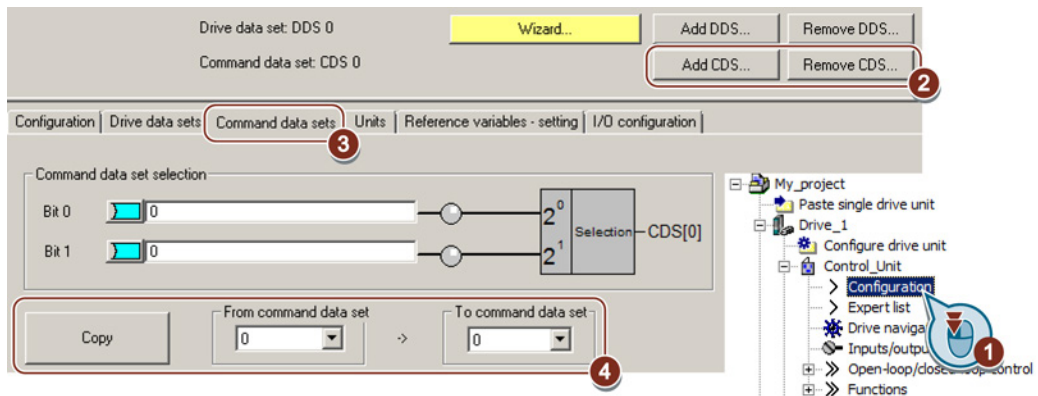 Drive data set: DDS 0
Wizard...
Add DDS...
Remove DDS...
Command data set: CDS 0
Add CDS...
Remove CDS...
2
Configuration
Drive data sets
Command data sets
Units
Reference variables - setting
I/O configuration
3
Command data set selection
Bit 0
0
Bit 1
0
2^0
2^1
Selection
CDS[0]
Copy
From command data set
0
->
To command data set
0
4
My_project
Paste single drive unit
Drive_1
Configure drive unit
Control_Unit
Configuration
Expert list
Drive naviga
Inputs/outpu
Open-loop/closed-loop control
Functions
1